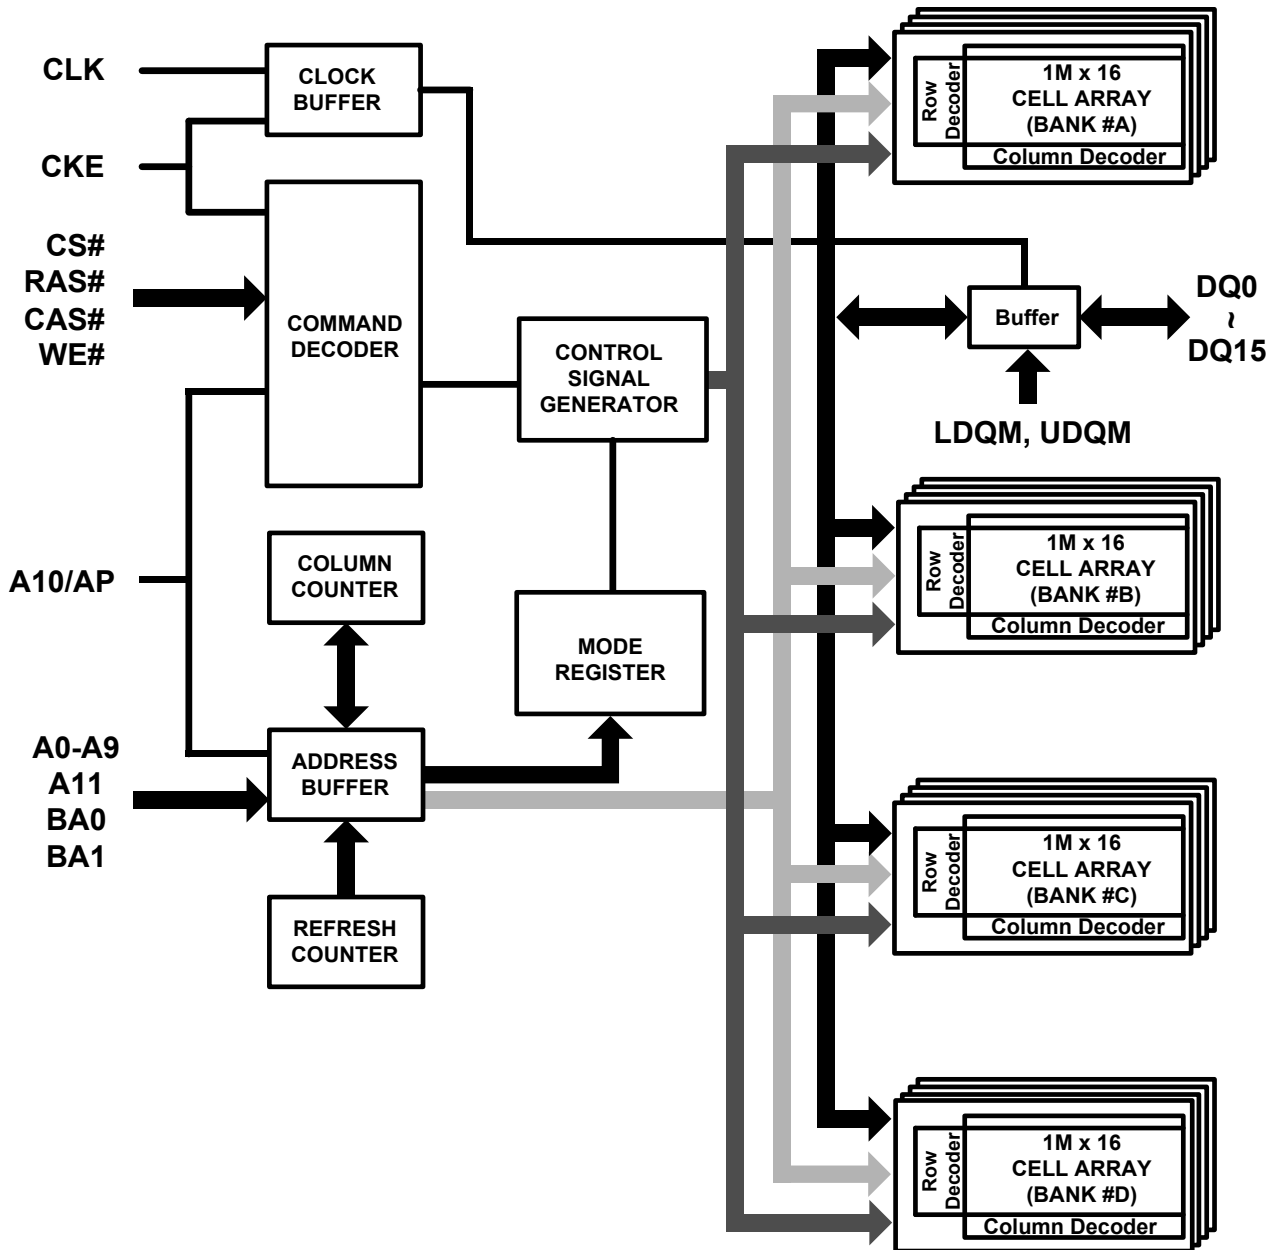 CLK
CKE
CS#
RAS#
CAS#
WE#
A10/AP
A0-A9
A11
BA0
BA1
CLOCK
BUFFER
COMMAND
DECODER
COLUMN
COUNTER
ADDRESS
BUFFER
REFRESH
COUNTER
CONTROL
SIGNAL
GENERATOR
MODE
REGISTER
Row
Decoder
1M x 16
CELL ARRAY
(BANK #A)
Column Decoder
Buffer
DQ0
~
DQ15
LDQM, UDQM
Row
Decoder
1M x 16
CELL ARRAY
(BANK #B)
Column Decoder
Row
Decoder
1M x 16
CELL ARRAY
(BANK #C)
Column Decoder
Row
Decoder
1M x 16
CELL ARRAY
(BANK #D)
Column Decoder